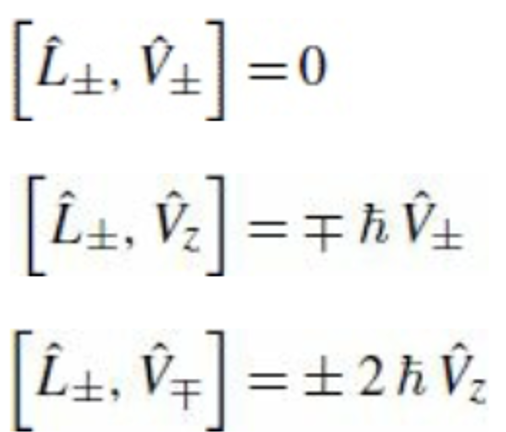 [L̂±, V̂±] = 0
[L̂±, V̂z] = ∓ ħ V̂±
[L̂±, V̂∓] = ± 2 ħ V̂z